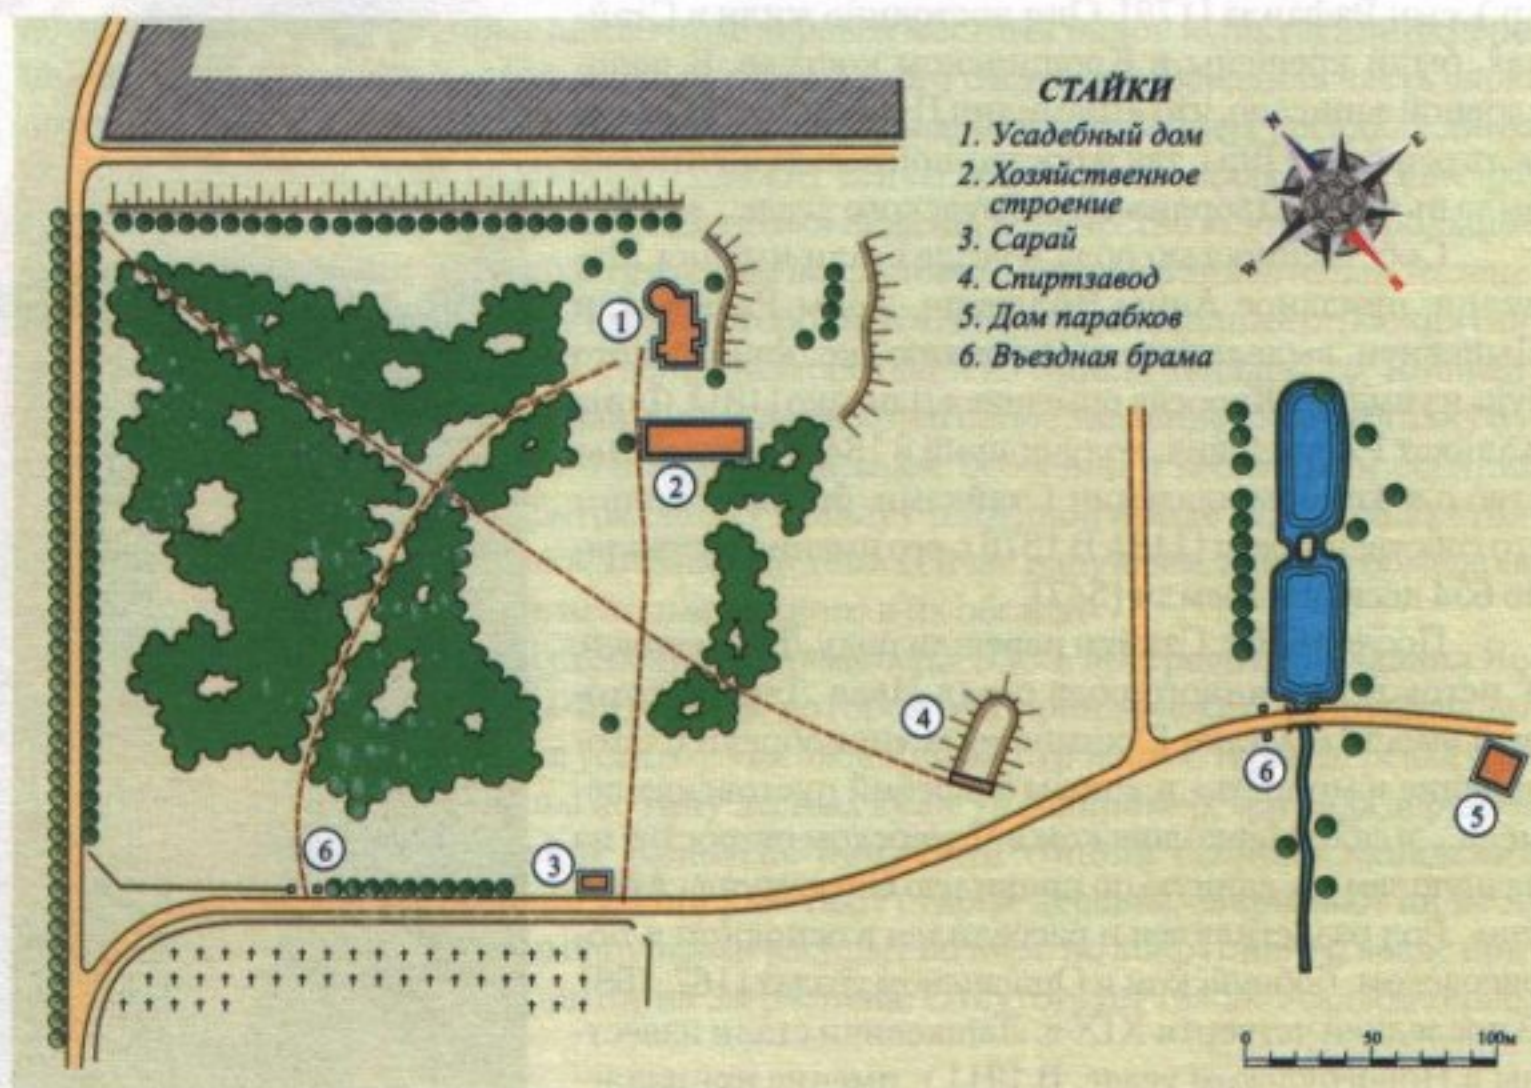 СТАЙКИ
1. Усадебный дом
2. Хозяйственное
строение
3. Сарай
4. Спиртзавод
5. Дом парабков
6. Въездная брама
N
E
W
S
1
2
4
6
5
6
3
0 50 100м